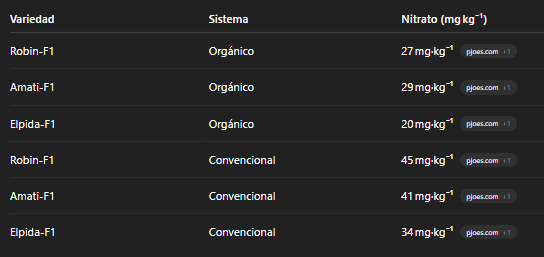 Variedad Sistema Nitrato (mg kg⁻¹)
Robin-F1 Orgánico 27 mg·kg⁻¹ pjoes.com +1
Amati-F1 Orgánico 29 mg·kg⁻¹ pjoes.com +1
Elpida-F1 Orgánico 20 mg·kg⁻¹ pjoes.com +1
Robin-F1 Convencional 45 mg·kg⁻¹ pjoes.com +1
Amati-F1 Convencional 41 mg·kg⁻¹ pjoes.com +1
Elpida-F1 Convencional 34 mg·kg⁻¹ pjoes.com +1